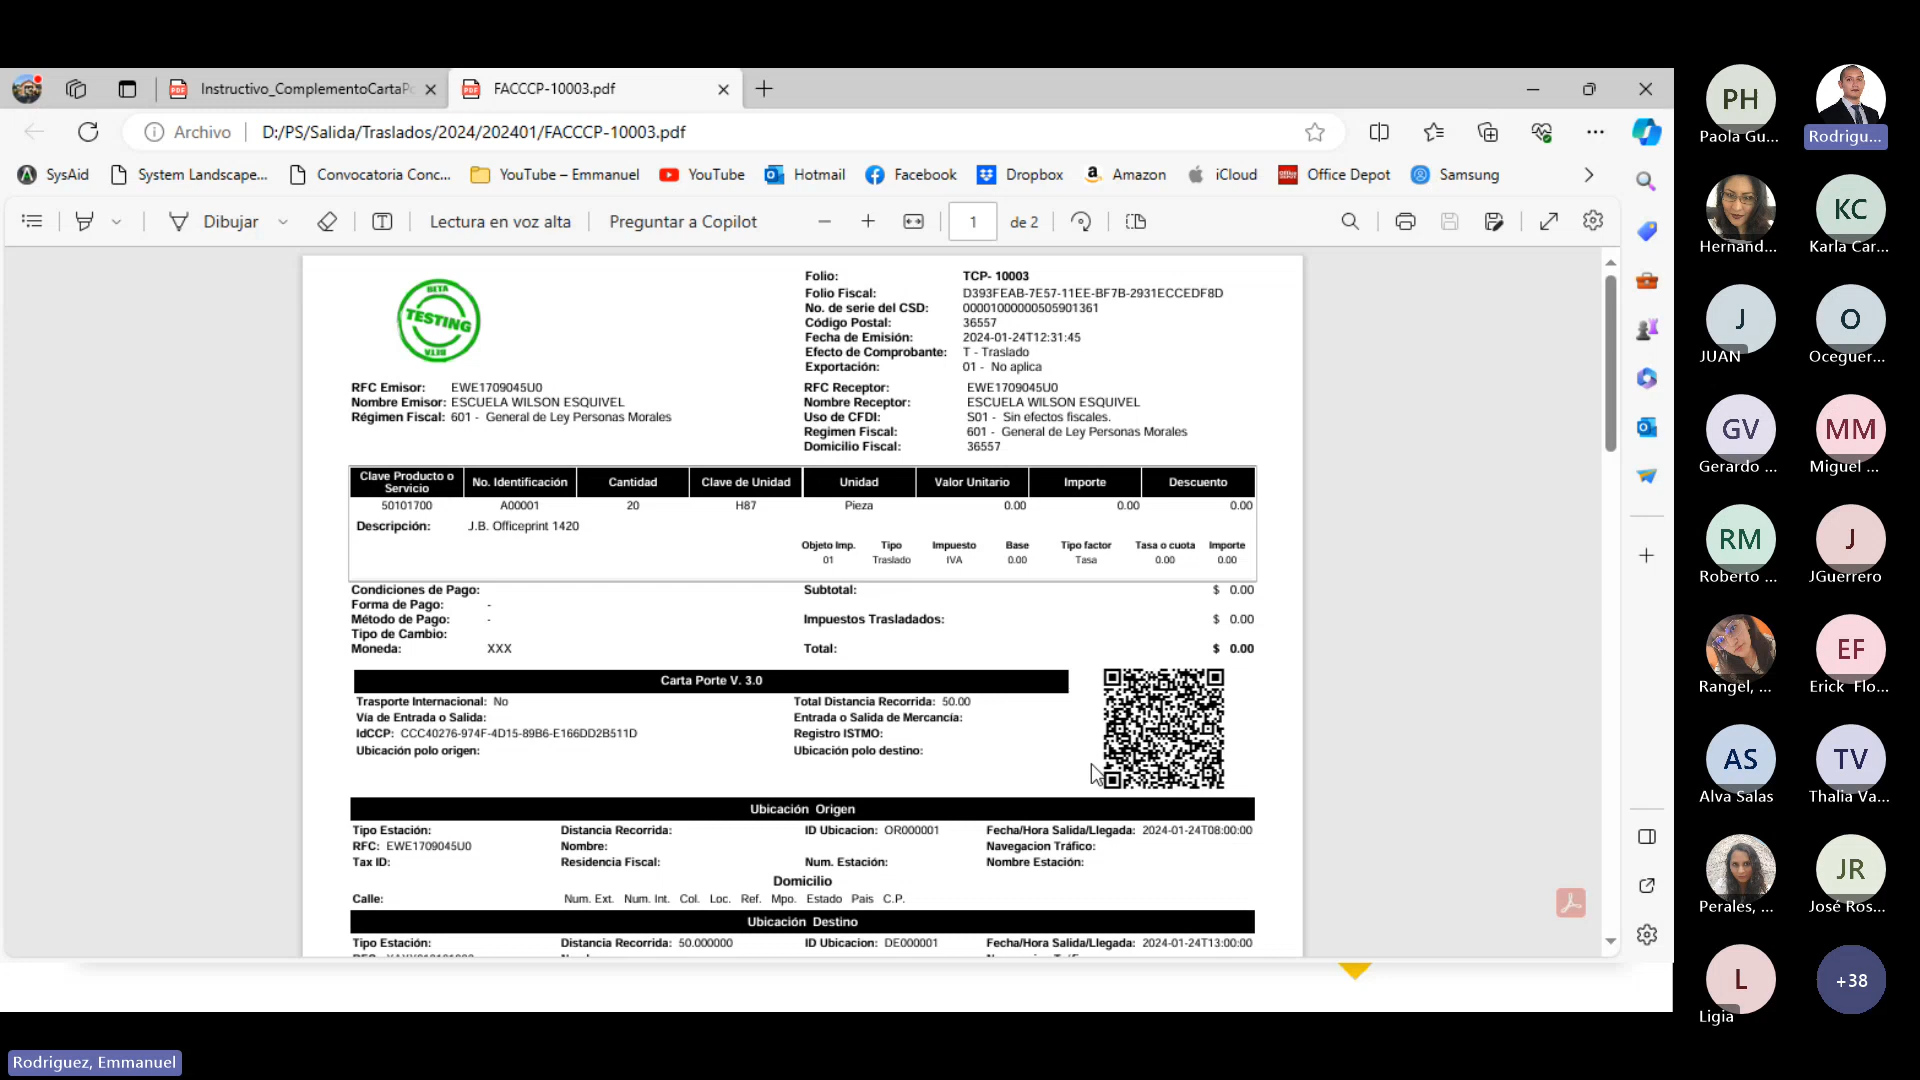 Instructivo_ComplementoCartaPo
FACCCP-10003.pdf
Archivo
D:/PS/Salida/Traslados/2024/202401/FACCCP-10003.pdf
SysAid
System Landscape...
Convocatoria Conc...
YouTube – Emmanuel
YouTube
Hotmail
Facebook
Dropbox
Amazon
iCloud
Office Depot
Samsung
Dibujar
Lectura en voz alta
Preguntar a Copilot
1
de 2
BETA
TESTING
BETA
Folio: TCP- 10003
Folio Fiscal: D393FEAB-7E57-11EE-BF7B-2931ECCEDF8D
No. de serie del CSD: 00001000000505901361
Código Postal: 36557
Fecha de Emisión: 2024-01-24T12:31:45
Efecto de Comprobante: T - Traslado
Exportación: 01 - No aplica
RFC Emisor: EWE1709045U0
Nombre Emisor: ESCUELA WILSON ESQUIVEL
Régimen Fiscal: 601 - General de Ley Personas Morales
RFC Receptor: EWE1709045U0
Nombre Receptor: ESCUELA WILSON ESQUIVEL
Uso de CFDI: S01 - Sin efectos fiscales.
Regimen Fiscal: 601 - General de Ley Personas Morales
Domicilio Fiscal: 36557
Clave Producto o Servicio No. Identificación Cantidad Clave de Unidad Unidad Valor Unitario Importe Descuento
50101700 A00001 20 H87 Pieza 0.00 0.00 0.00
Descripción: J.B. Officeprint 1420
Objeto Imp. Tipo Impuesto Base Tipo factor Tasa o cuota Importe
01 Traslado IVA 0.00 Tasa 0.00 0.00
Condiciones de Pago:
Forma de Pago: -
Método de Pago: -
Tipo de Cambio:
Moneda: XXX
Subtotal: $ 0.00
Impuestos Trasladados: $ 0.00
Total: $ 0.00
Carta Porte V. 3.0
Trasporte Internacional: No
Total Distancia Recorrida: 50.00
Vía de Entrada o Salida:
Entrada o Salida de Mercancía:
IdCCP: CCC40276-974F-4D15-89B6-E166DD2B511D
Registro ISTMO:
Ubicación polo origen:
Ubicación polo destino:
Ubicación Origen
Tipo Estación: Distancia Recorrida: ID Ubicacion: OR000001 Fecha/Hora Salida/Llegada: 2024-01-24T08:00:00
RFC: EWE1709045U0 Nombre: Navegacion Tráfico:
Tax ID: Residencia Fiscal: Num. Estación: Nombre Estación:
Domicilio
Calle: Num. Ext. Num. Int. Col. Loc. Ref. Mpo. Estado Pais C.P.
Ubicación Destino
Tipo Estación: Distancia Recorrida: 50.000000 ID Ubicacion: DE000001 Fecha/Hora Salida/Llegada: 2024-01-24T13:00:00
PH
Paola Gu...
Rodrigu...
Hernánd...
KC
Karla Car...
J
JUAN
O
Oceguer...
GV
Gerardo ...
MM
Miguel ...
RM
Roberto ...
J
JGuerrero
Rangel, ...
EF
Erick Flo...
AS
Alva Salas
TV
Thalia Va...
Perales, ...
JR
José Ros...
L
Ligia
+38
Rodriguez, Emmanuel